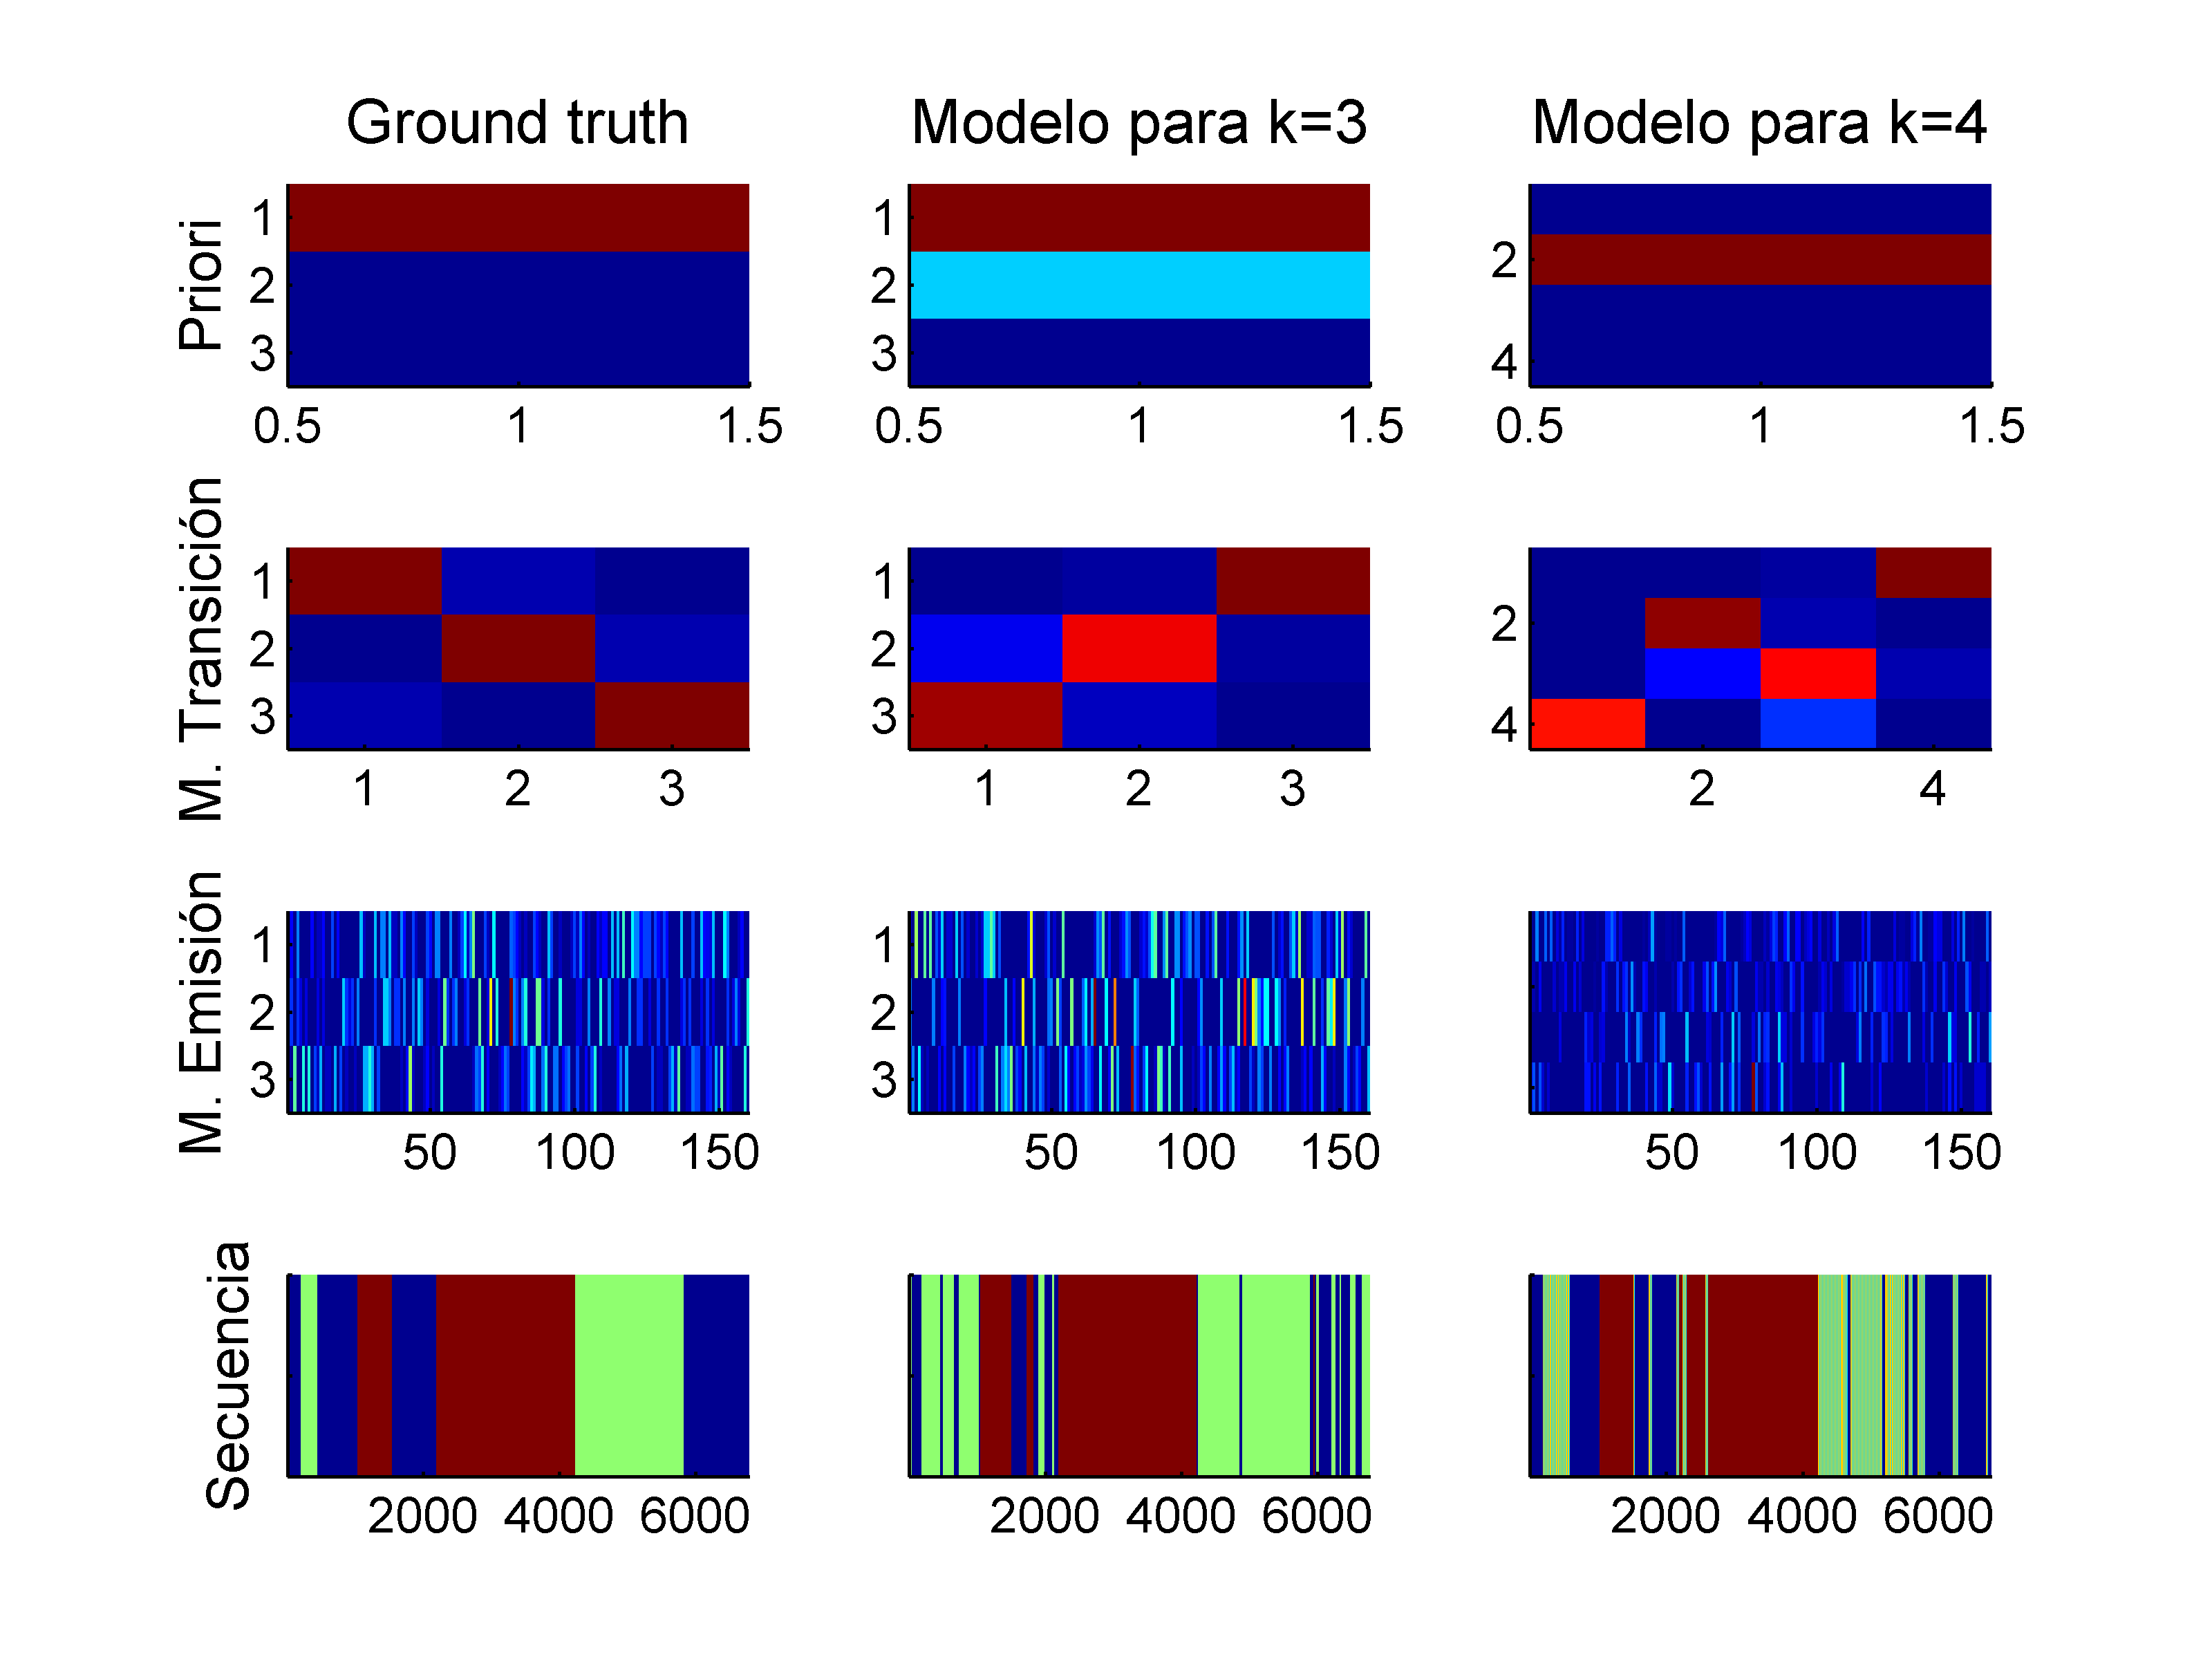 Ground truth Modelo para k=3 Modelo para k=4
Priori
1 1
2 2 2
3 3 4
0.5 1 1.5 0.5 1 1.5 0.5 1 1.5
M. Transición
1 1
2 2 2
3 3 4
1 2 3 1 2 3 2 4
M. Emisión
1 1
2 2
3 3
50 100 150 50 100 150 50 100 150
Secuencia
2000 4000 6000 2000 4000 6000 2000 4000 6000